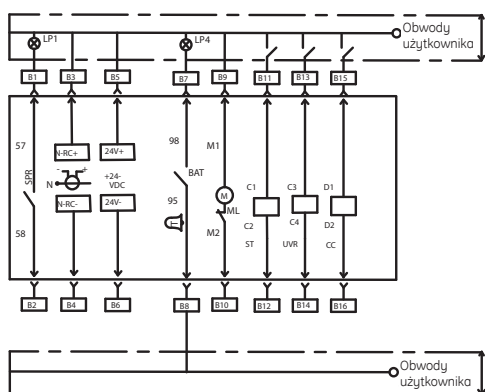 LP1 LP4 Obwody
użytkownika
B1 B3 B5 B7 B9 B11 B13 B15
57 N-RC+ 24V+ 98 M1
- +
SPR N +24- BAT M C1 C3 D1
VDC
N-RC- 24V- 95 ML
58 M2 C2 C4 D2
ST UVR CC
B2 B4 B6 B8 B10 B12 B14 B16
Obwody
użytkownika